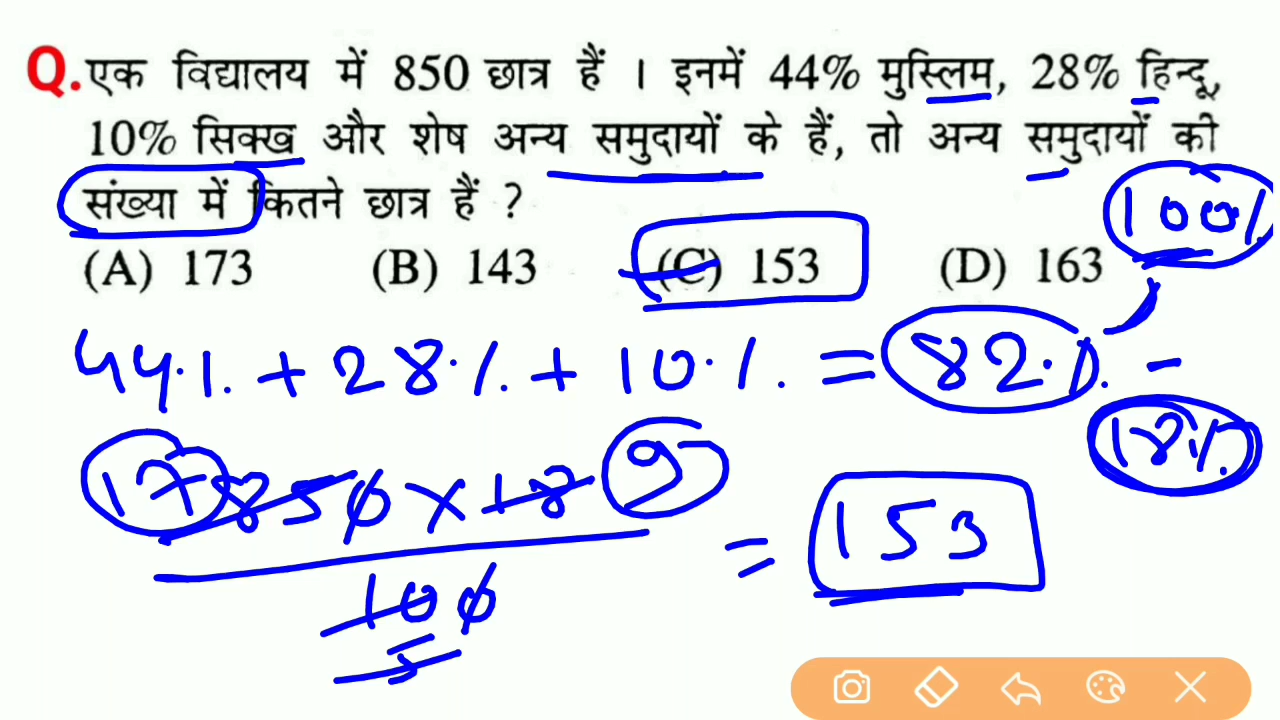 Q. एक विद्यालय में 850 छात्र हैं । इनमें 44% मुस्लिम, 28% हिन्दू,
10% सिक्ख और शेष अन्य समुदायों के हैं, तो अन्य समुदायों की
संख्या में कितने छात्र हैं ?
100%
(A) 173 (B) 143 (C) 153 (D) 163
44% + 28% + 10% = 82% -
18%
17 850 × 18 9
= 153
100
5